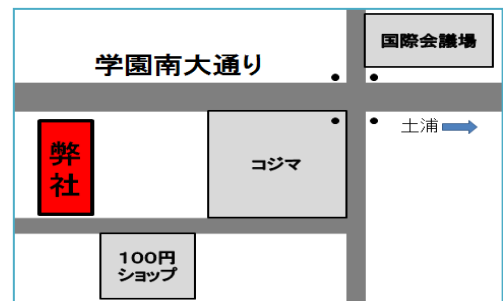 国際会議場
学園南大通り
土浦
弊
社
コジマ
100円
ショップ